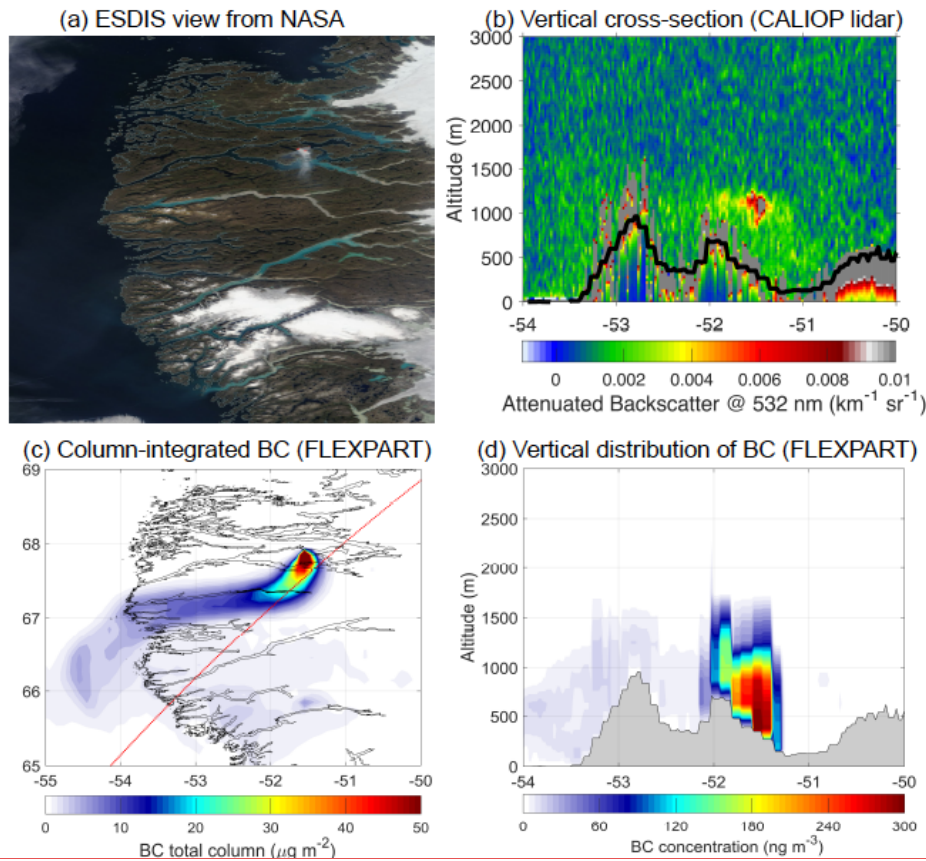 (a) ESDIS view from NASA
(b) Vertical cross-section (CALIOP lidar)
3000
2500
2000
1500
1000
500
0
Altitude (m)
-54 -53 -52 -51 -50
0 0.002 0.004 0.006 0.008 0.01
Attenuated Backscatter @ 532 nm (km⁻¹ sr⁻¹)
(c) Column-integrated BC (FLEXPART)
69
68
67
66
65
-55 -54 -53 -52 -51 -50
0 10 20 30 40 50
BC total column (μg m⁻²)
(d) Vertical distribution of BC (FLEXPART)
3000
2500
2000
1500
1000
500
0
Altitude (m)
-54 -53 -52 -51 -50
0 60 120 180 240 300
BC concentration (ng m⁻³)